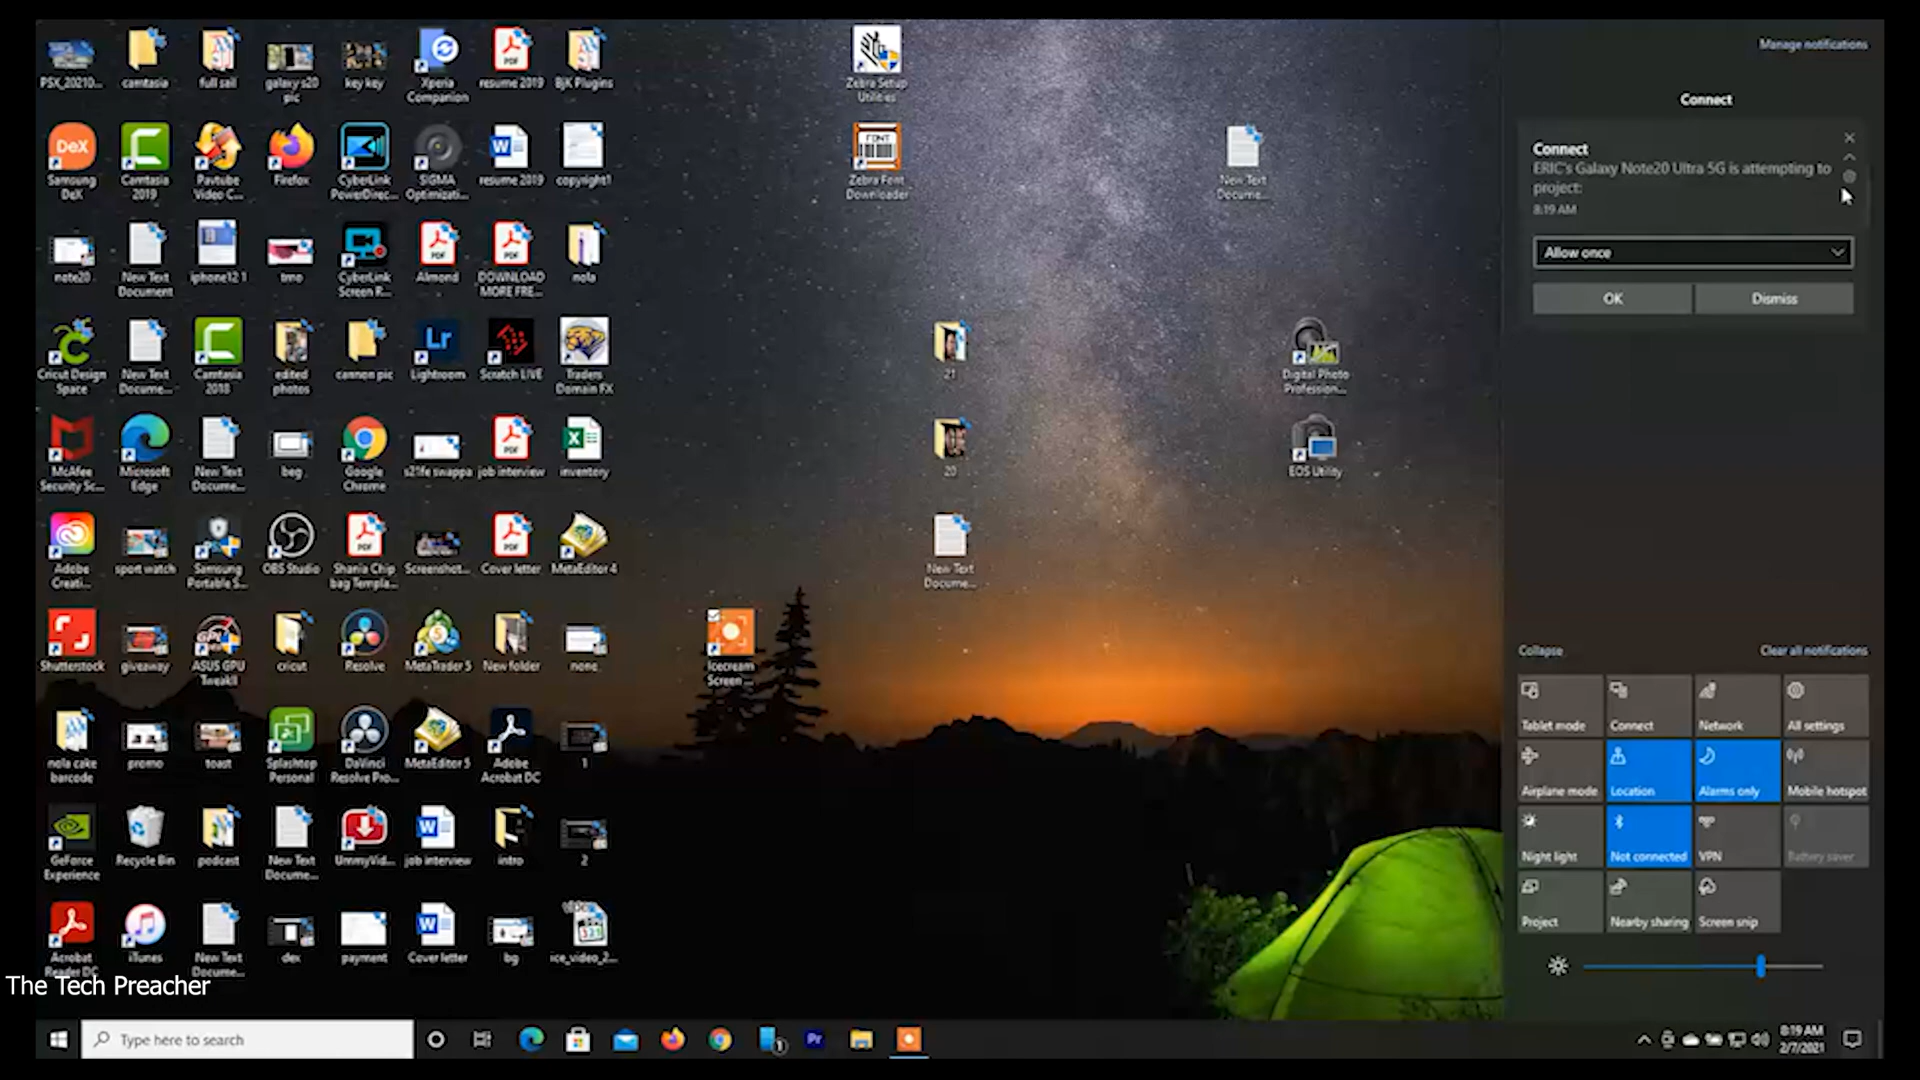 PSX_20210...
camtasia
full sail
galaxy s20
pic
key key
Xperia
Companion
resume 2019
BJK Plugins
Zebra Setup
Utilities
Samsung
DeX
Camtasia
2019
Pavtube
Video C...
Firefox
CyberLink
PowerDirec...
SIGMA
Optimizati...
resume 2019
copyright1
Zebra Font
Downloader
New Text
Docume...
note20
New Text
Document
iphone12 1
tmo
CyberLink
Screen R...
Almond
DOWNLOAD
MORE FRE...
nola
Cricut Design
Space
New Text
Docume...
Camtasia
2018
edited
photos
cannon pic
Lightroom
Scratch LIVE
Traders
Domain FX
21
Digital Photo
Profession...
McAfee
Security Sc...
Microsoft
Edge
New Text
Docume...
beg
Google
Chrome
s21fe swappa
job interview
inventory
20
EOS Utility
Adobe
Creati...
sport watch
Samsung
Portable S...
OBS Studio
Shania Chip
bag Templa...
Screenshot...
Cover letter
MetaEditor 4
New Text
Docume...
Shutterstock
giveaway
ASUS GPU
TweakII
cricut
Resolve
MetaTrader 5
New folder
none
Icecream
Screen ...
nola cake
barcode
promo
toast
Splashtop
Personal
DaVinci
Resolve Pro...
MetaEditor 5
Adobe
Acrobat DC
1
GeForce
Experience
Recycle Bin
podcast
New Text
Docume...
UmmyVid...
job interview
intro
2
Acrobat
Reader DC
iTunes
New Text
Docume...
dex
payment
Cover letter
bg
ice_video_2...
The Tech Preacher
Manage notifications
Connect
Connect
ERIC's Galaxy Note20 Ultra 5G is attempting to
project:
8:19 AM
Allow once
OK
Dismiss
Collapse
Clear all notifications
Tablet mode
Connect
Network
All settings
Airplane mode
Location
Alarms only
Mobile hotspot
Night light
Not connected
VPN
Battery saver
Project
Nearby sharing
Screen snip
Type here to search
8:19 AM
2/7/2021